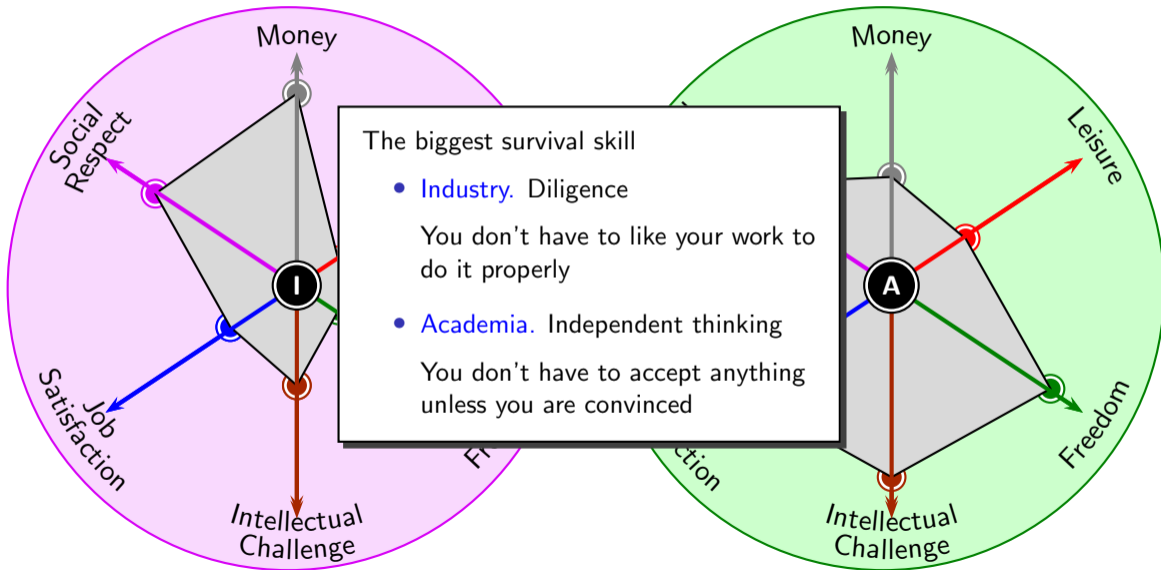 Money
Social
Respect
I
Job
Satisfaction
Intellectual
Challenge
Fr
The biggest survival skill
• Industry. Diligence
You don't have to like your work to
do it properly
• Academia. Independent thinking
You don't have to accept anything
unless you are convinced
Money
Leisure
A
Freedom
Intellectual
Challenge
ction